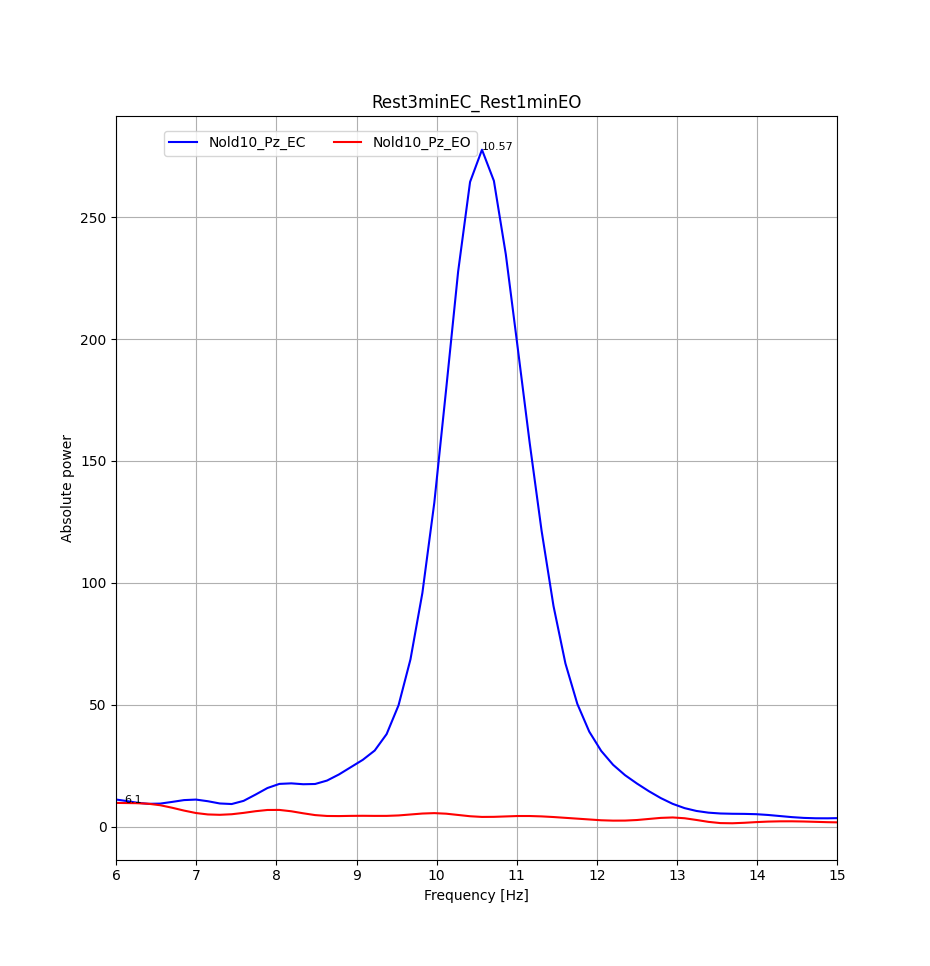 Rest3minEC_Rest1minEO
Nold10_Pz_EC Nold10_Pz_EO
10.57
250
200
150
100
50
0
Absolute power
6.1
6 7 8 9 10 11 12 13 14 15
Frequency [Hz]